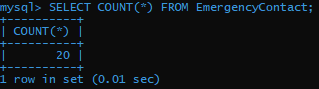 mysql> SELECT COUNT(*) FROM EmergencyContact;
+----------+
| COUNT(*) |
+----------+
|       20 |
+----------+
1 row in set (0.01 sec)